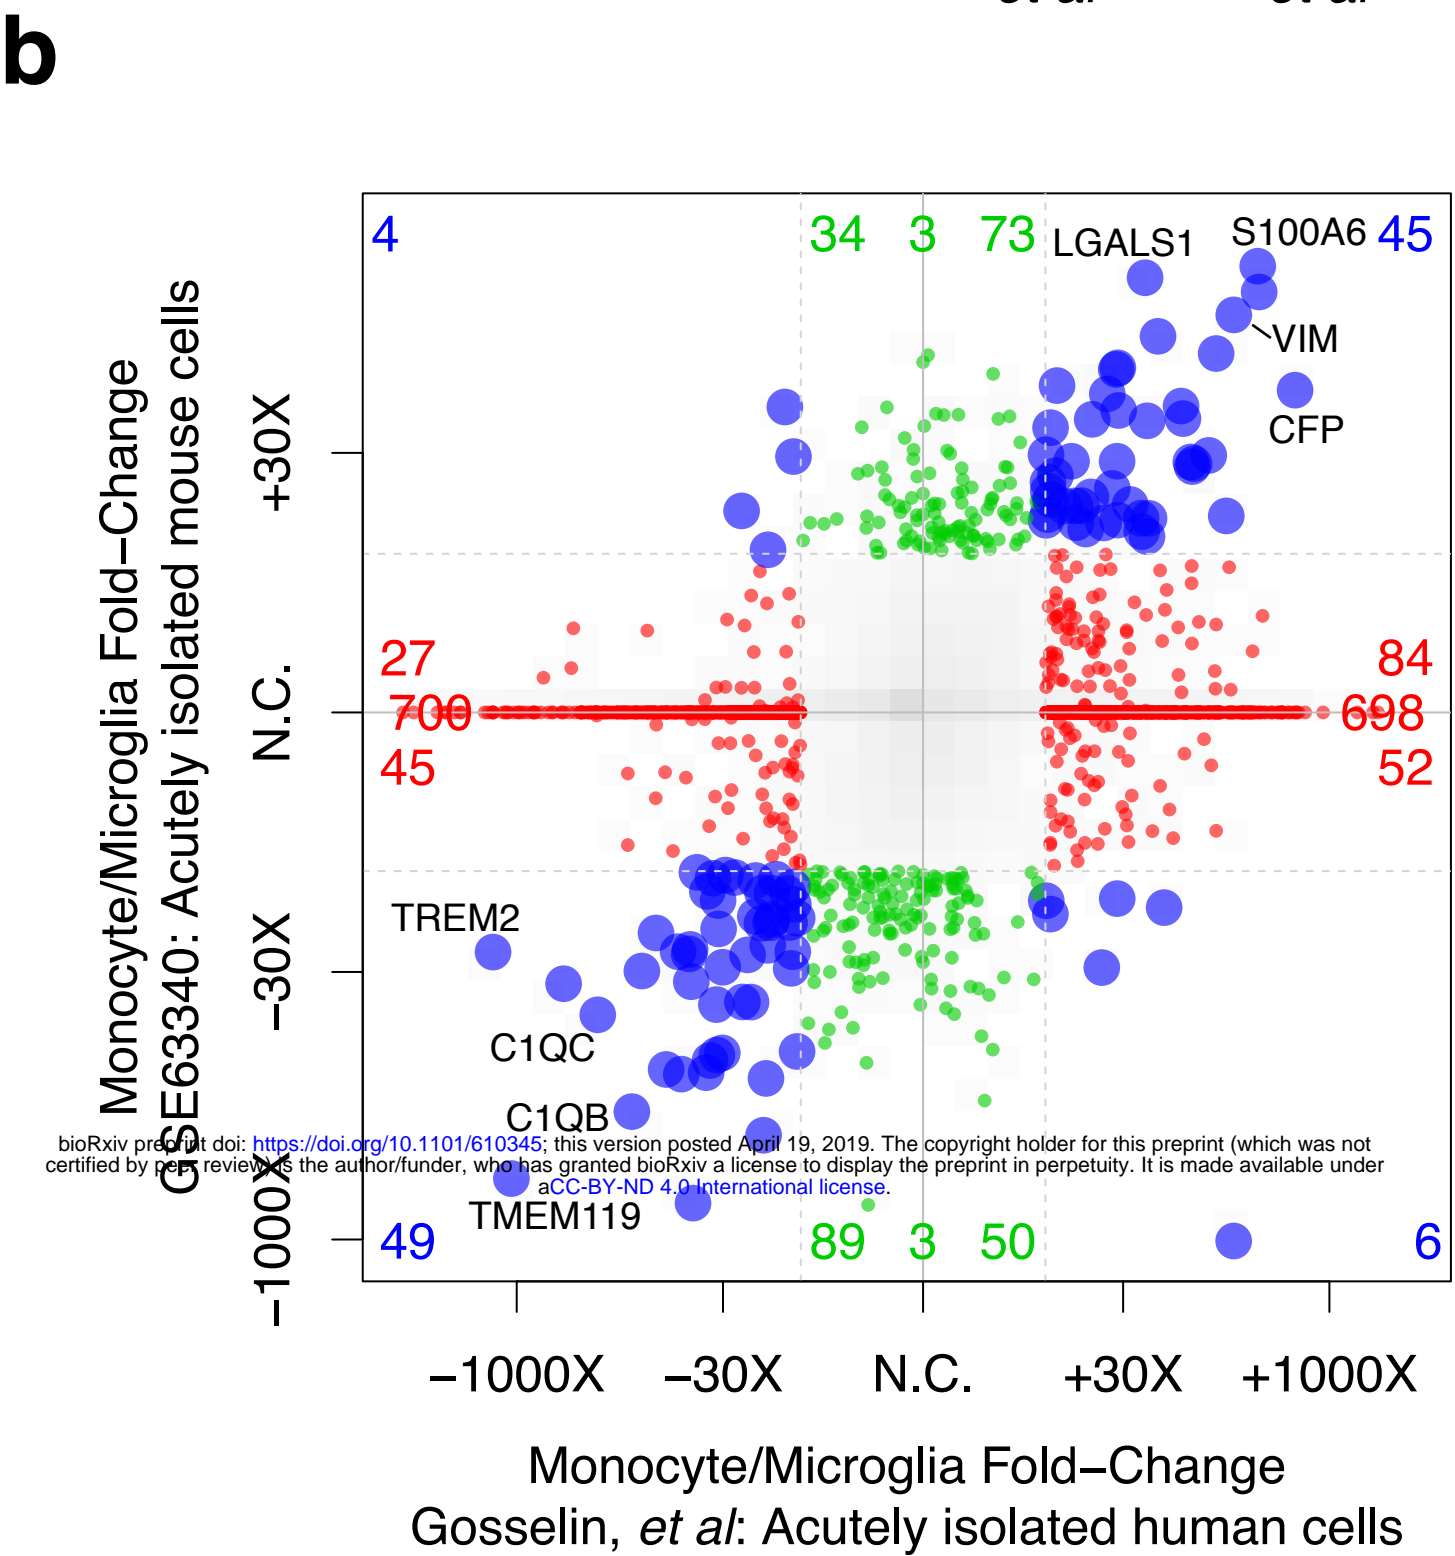 et al et al
b
4 34 3 73 LGALS1 S100A6 45
VIM
CFP
Monocyte/Microglia Fold–Change
GSE63340: Acutely isolated mouse cells
+30X
N.C.
−30X
−1000X
27 84
700 698
45 52
TREM2
C1QC
C1QB
bioRxiv preprint doi: https://doi.org/10.1101/610345; this version posted April 19, 2019. The copyright holder for this preprint (which was not
certified by peer review) is the author/funder, who has granted bioRxiv a license to display the preprint in perpetuity. It is made available under
aCC-BY-ND 4.0 International license.
TMEM119
49 89 3 50 6
−1000X −30X N.C. +30X +1000X
Monocyte/Microglia Fold–Change
Gosselin, et al: Acutely isolated human cells